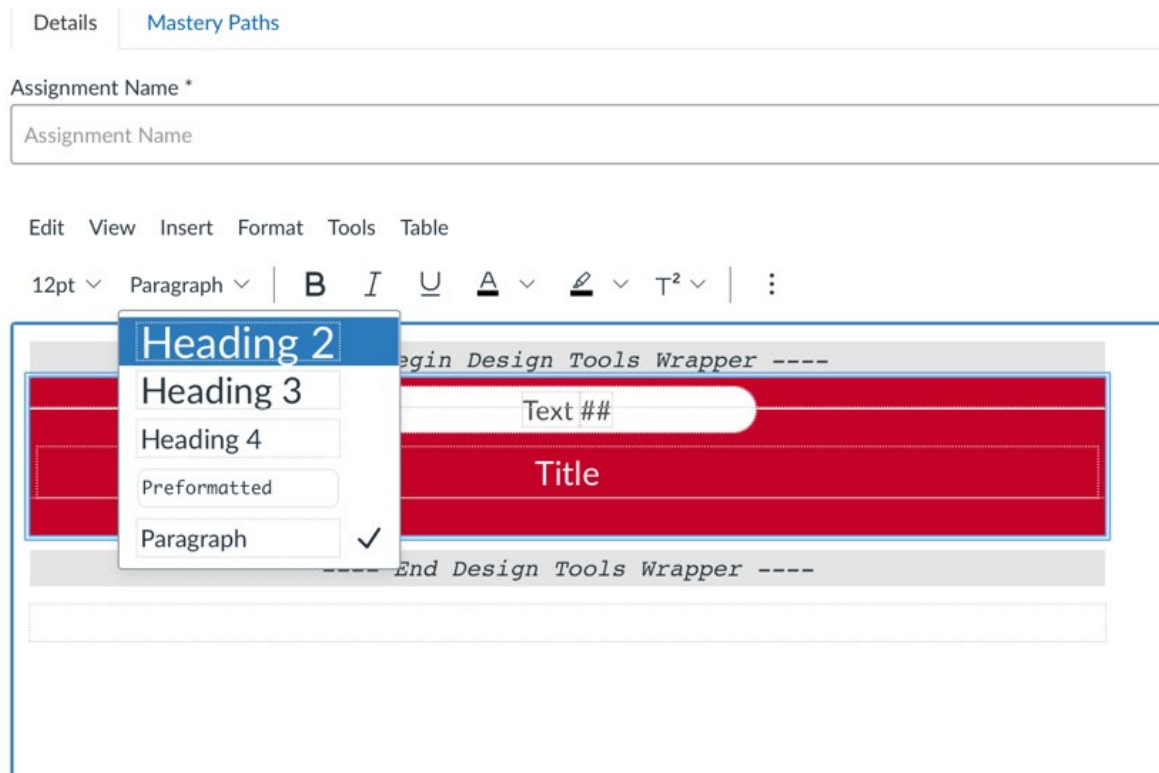 Details Mastery Paths
Assignment Name *
Assignment Name
Edit View Insert Format Tools Table
12pt Paragraph B I U A T²
Heading 2
Heading 3
Heading 4
Preformatted
Paragraph
egin Design Tools Wrapper ----
Text ##
Title
---- End Design Tools Wrapper ----